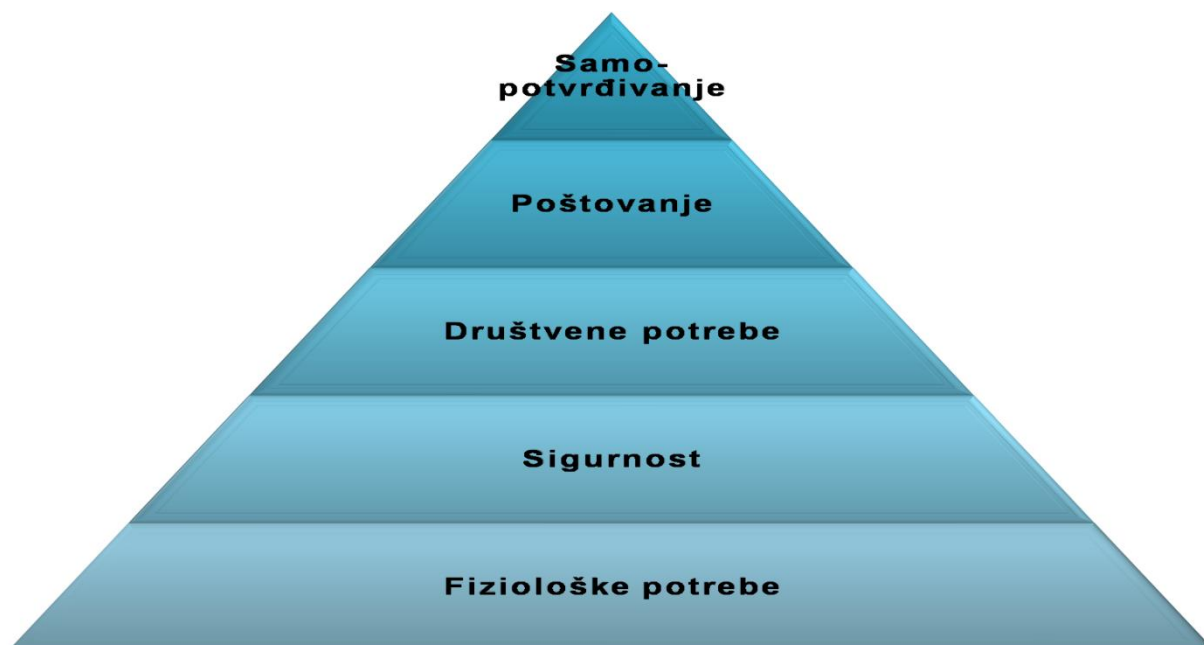 Samo-
potvrđivanje
Poštovanje
Društvene potrebe
Sigurnost
Fiziološke potrebe